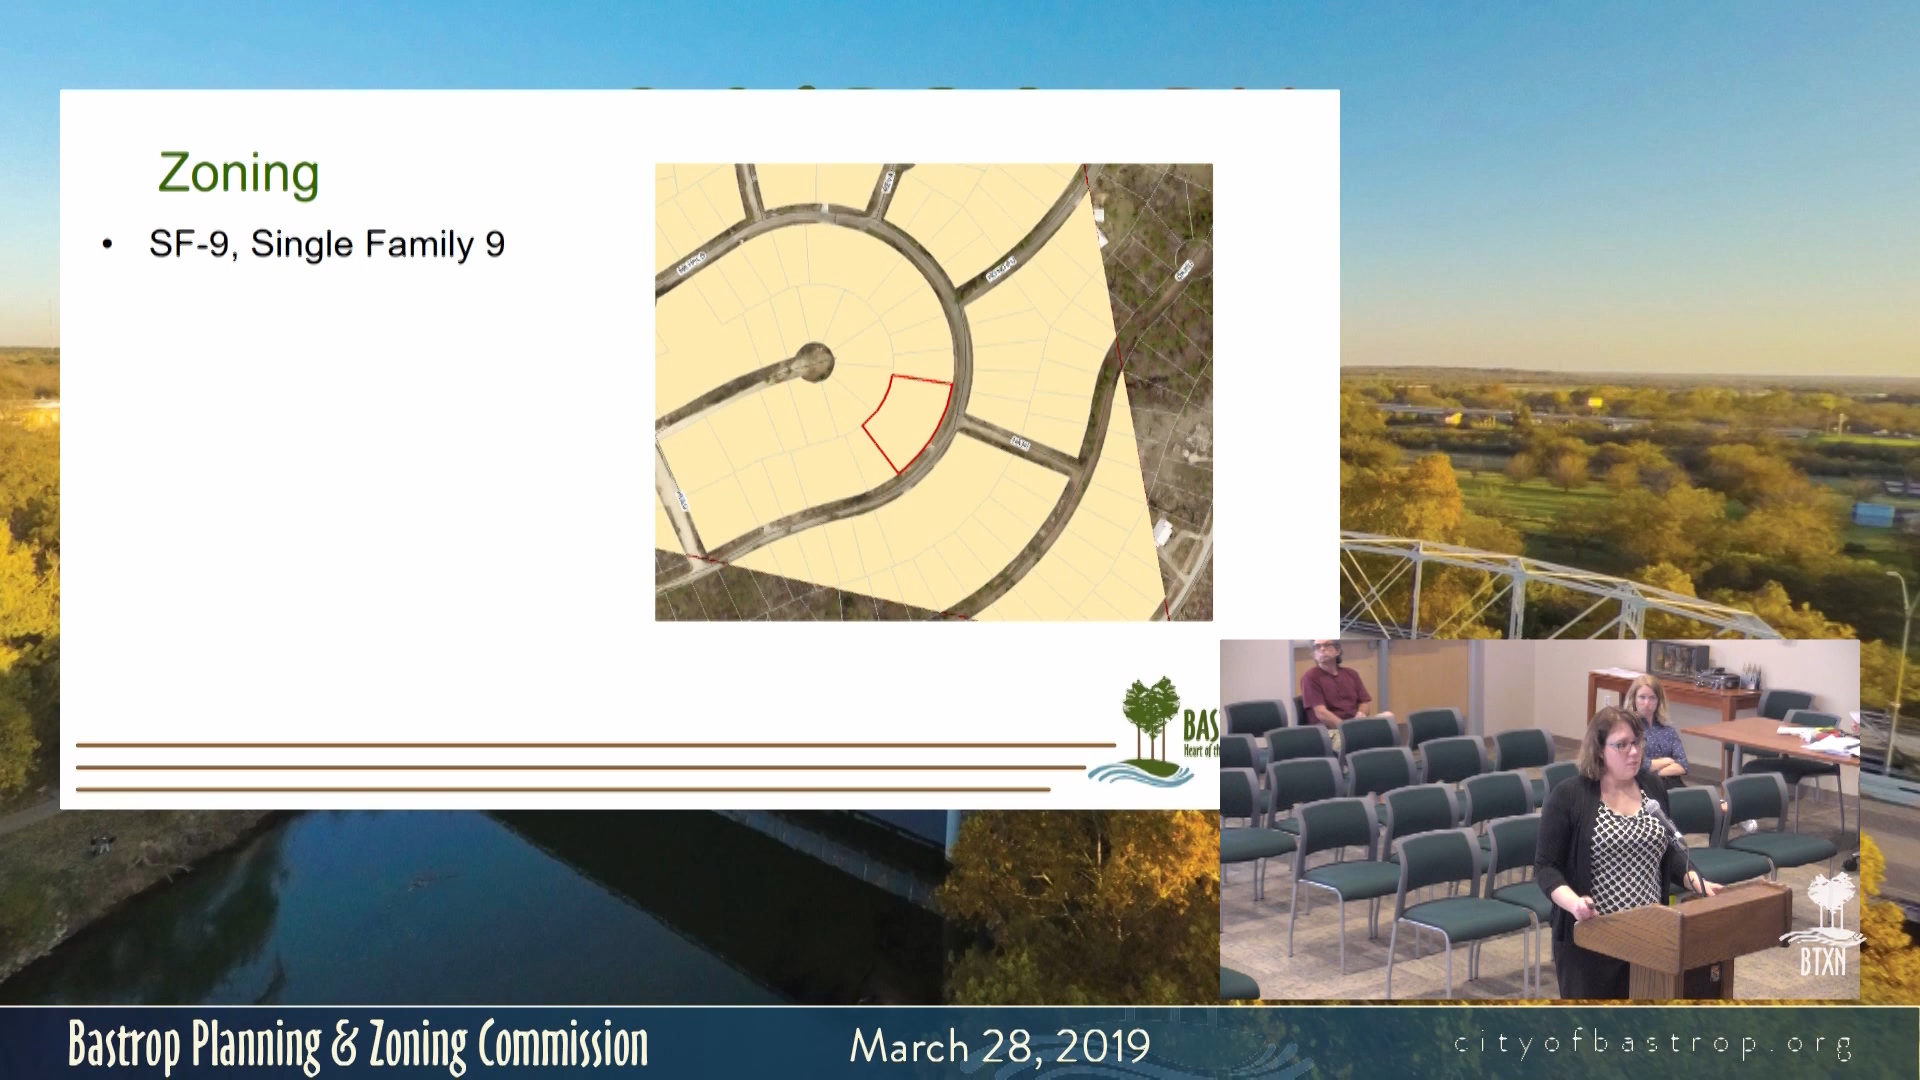 Zoning
• SF-9, Single Family 9
BAS
Heart of th
BTXN
Bastrop Planning & Zoning Commission
March 28, 2019
cityofbastrop.org